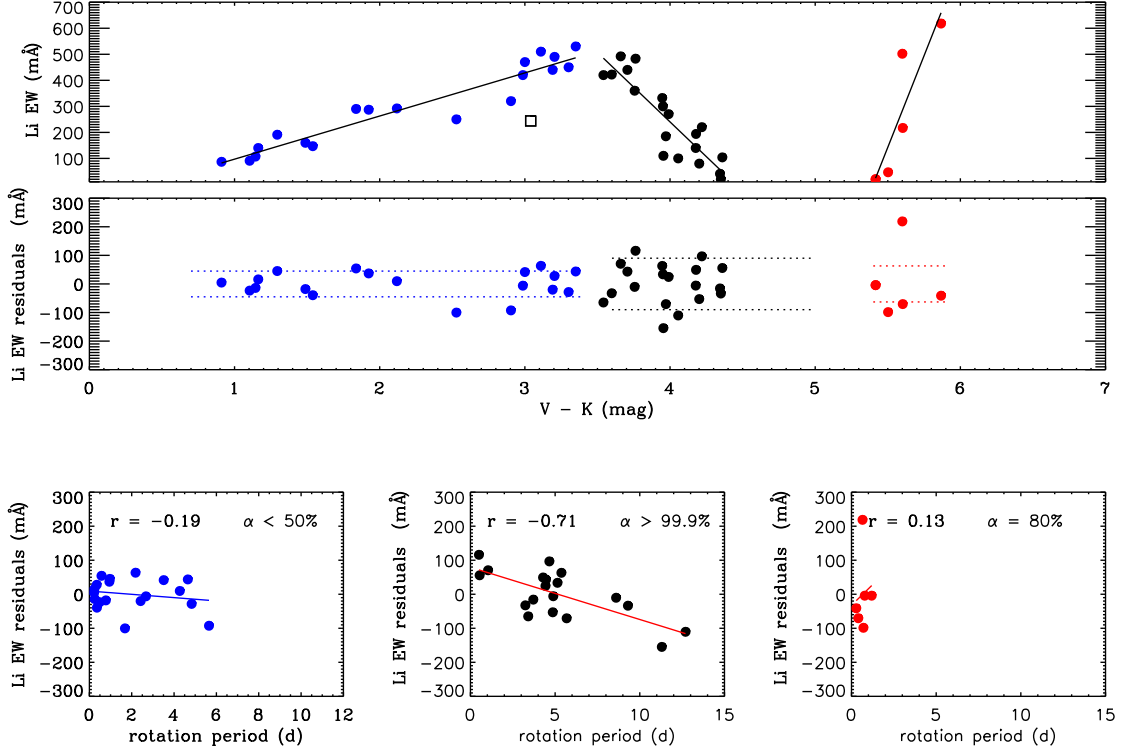 700
500
400
300
200
100
Li EW (mÅ)
300
200
100
0
−100
−200
−300
Li EW residuals (mÅ)
0 1 2 3 4 5 6 7
V − K (mag)
300
200
100
0
−100
−200
−300
Li EW residuals (mÅ)
r = −0.19 α < 50%
0 2 4 6 8 10 12
rotation period (d)
300
200
100
0
−100
−200
−300
Li EW residuals (mÅ)
r = −0.71 α > 99.9%
0 5 10 15
rotation period (d)
300
200
100
0
−100
−200
−300
Li EW residuals (mÅ)
r = 0.13 α = 80%
0 5 10 15
rotation period (d)